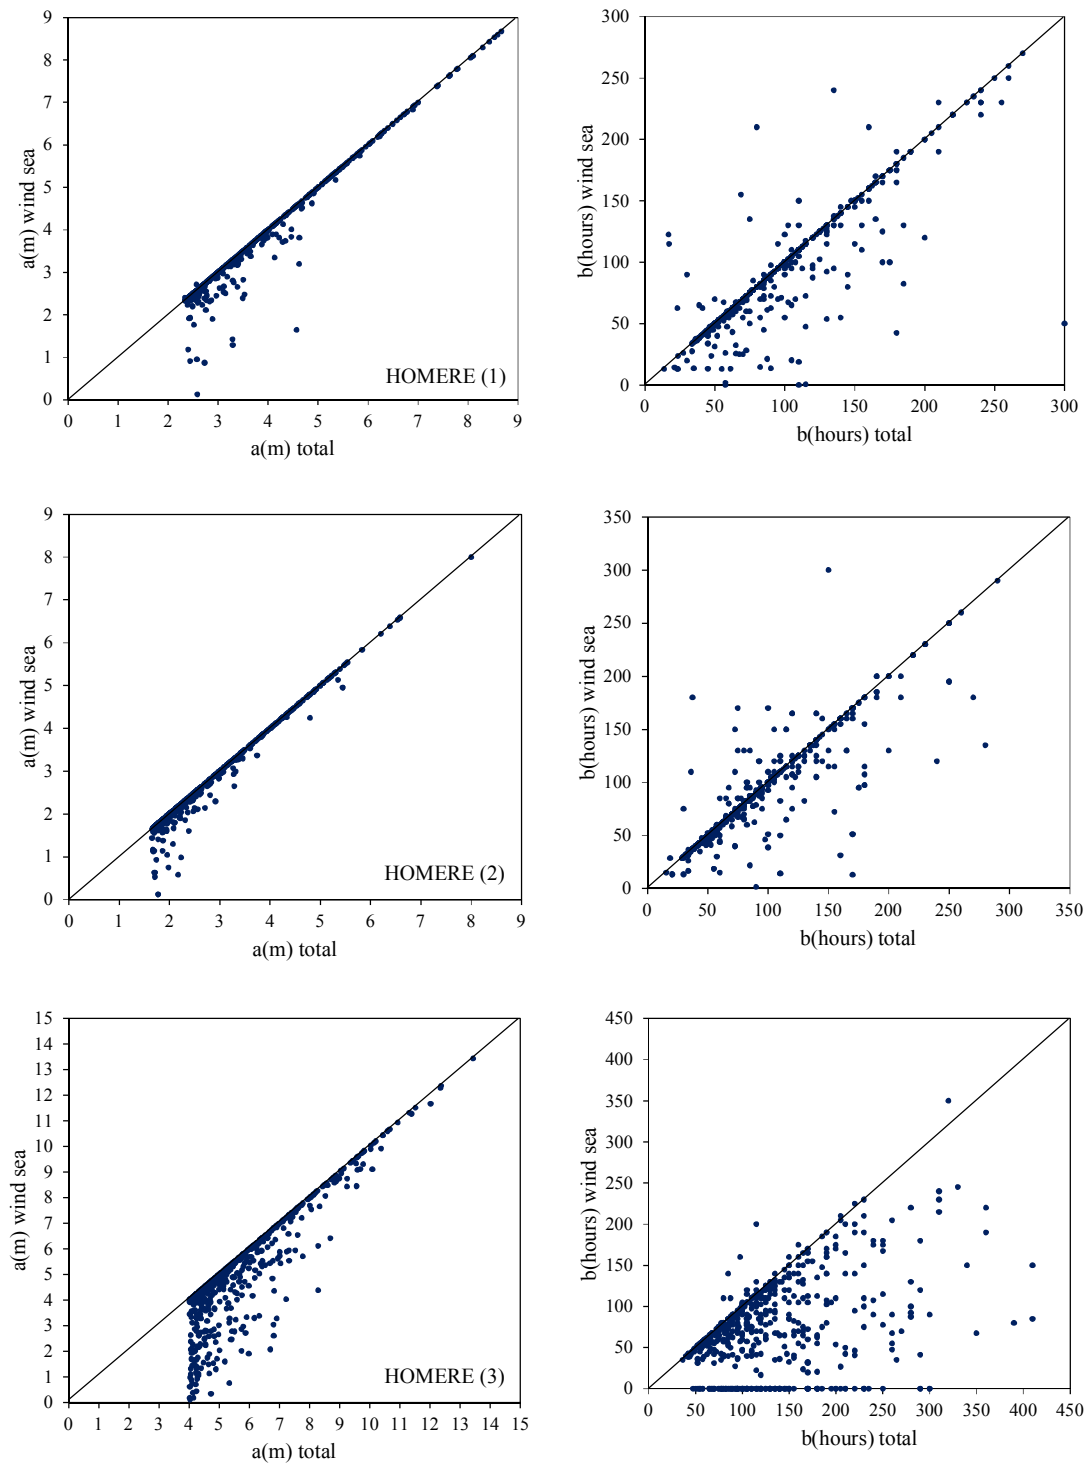 9
8
7
6
5
4
3
2
1
0
a(m) wind sea
HOMERE (1)
0 1 2 3 4 5 6 7 8 9
a(m) total
300
250
200
150
100
50
0
b(hours) wind sea
0 50 100 150 200 250 300
b(hours) total
9
8
7
6
5
4
3
2
1
0
a(m) wind sea
HOMERE (2)
0 1 2 3 4 5 6 7 8 9
a(m) total
350
300
250
200
150
100
50
0
b(hours) wind sea
0 50 100 150 200 250 300 350
b(hours) total
15
14
13
12
11
10
9
8
7
6
5
4
3
2
1
0
a(m) wind sea
HOMERE (3)
0 1 2 3 4 5 6 7 8 9 10 11 12 13 14 15
a(m) total
450
400
350
300
250
200
150
100
50
0
b(hours) wind sea
0 50 100 150 200 250 300 350 400 450
b(hours) total